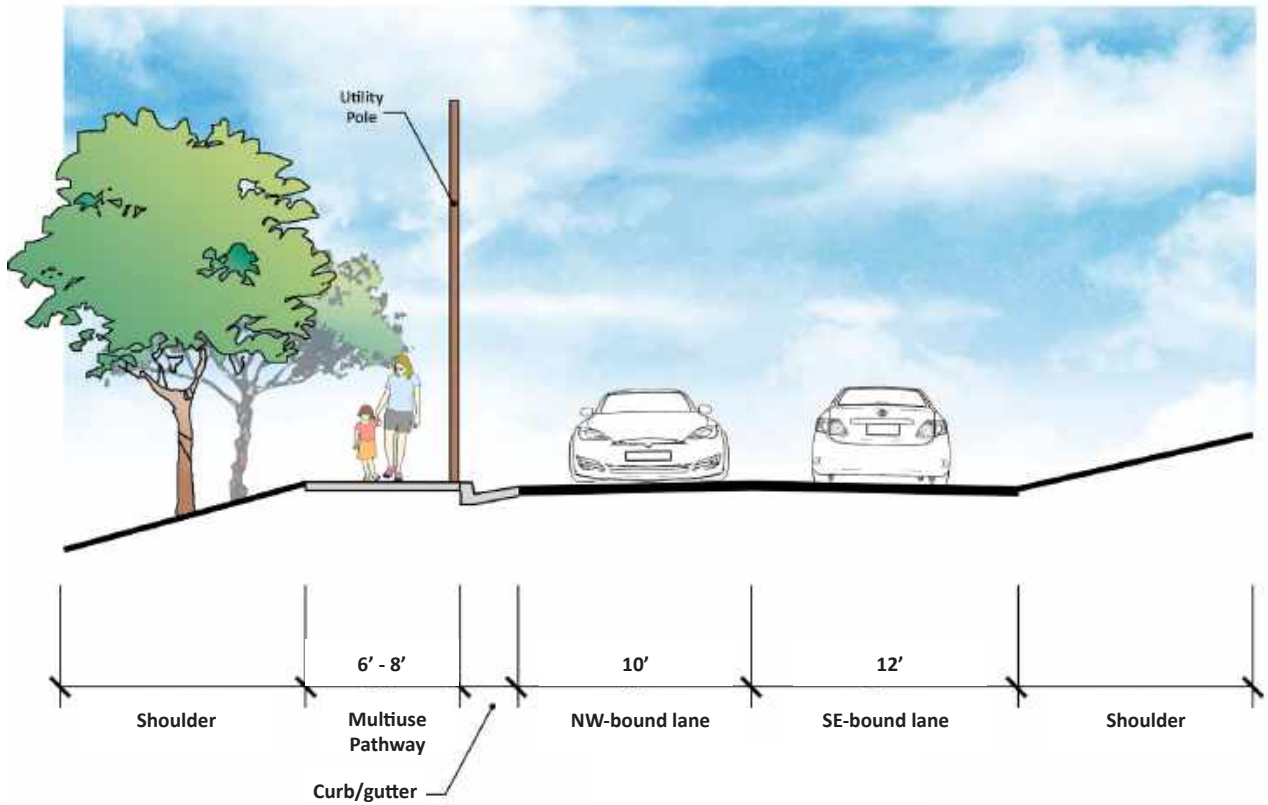 Utility
Pole
6’ - 8’
10’
12’
Shoulder
Multiuse
Pathway
NW-bound lane
SE-bound lane
Shoulder
Curb/gutter